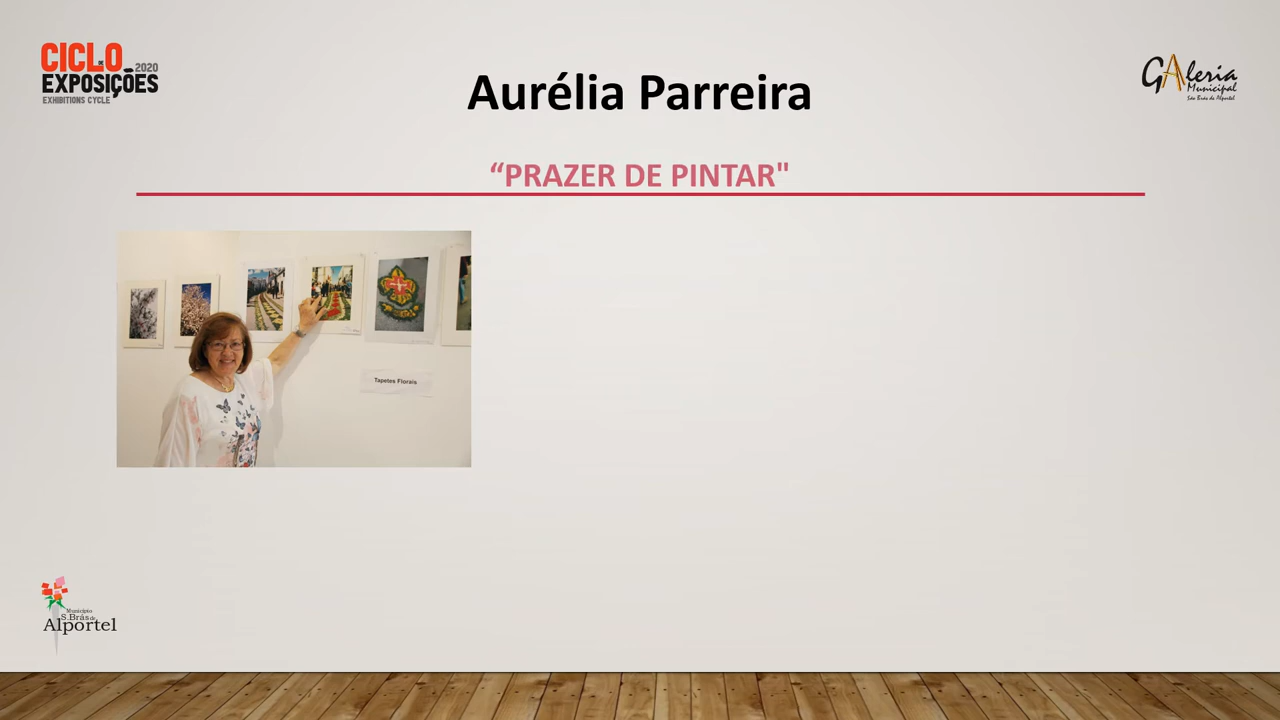 CICLO
DE
2020
EXPOSIÇÕES
EXHIBITIONS CYCLE
GAleria
Municipal
São Brás de Alportel
Aurélia Parreira
“PRAZER DE PINTAR"
Tapetes Florais
Município
S.Brás de
Alportel